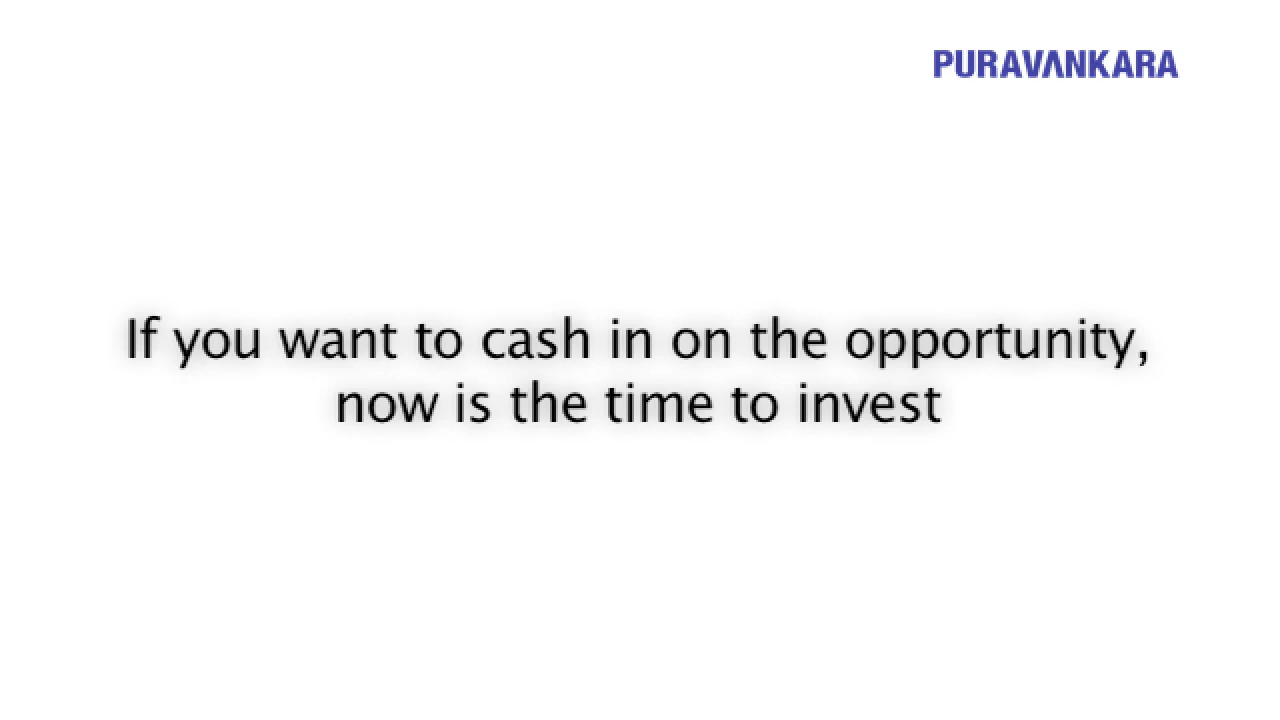 PURAVANKARA
If you want to cash in on the opportunity,
now is the time to invest